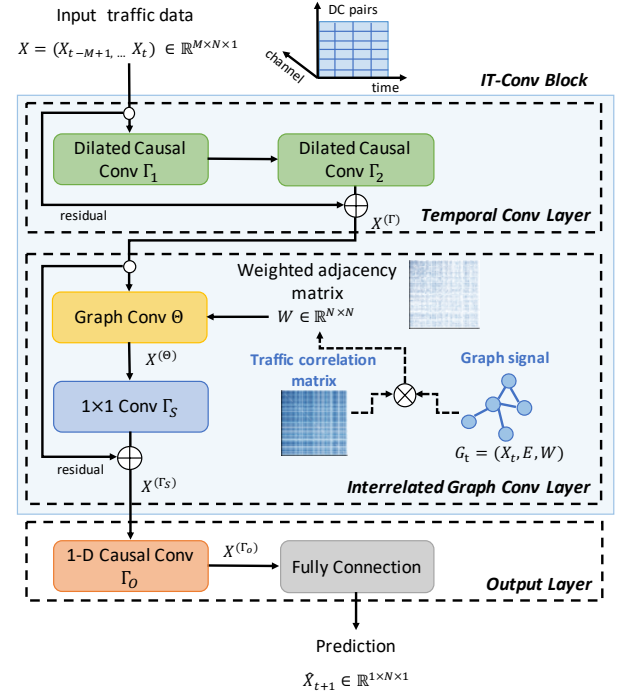 Input traffic data
X = (X_{t−M+1, …} X_t) ∈ ℝ^{M×N×1}
DC pairs
channel
time
IT-Conv Block
Dilated Causal
Conv Γ_1
Dilated Causal
Conv Γ_2
residual
X^{(Γ)}
Temporal Conv Layer
Weighted adjacency
matrix
W ∈ ℝ^{N×N}
Graph Conv Θ
X^{(Θ)}
Traffic correlation
matrix
Graph signal
1×1 Conv Γ_S
G_t = (X_t, E, W)
residual
X^{(Γ_S)}
Interrelated Graph Conv Layer
1-D Causal Conv
Γ_O
X^{(Γ_o)}
Fully Connection
Output Layer
Prediction
X̂_{t+1} ∈ ℝ^{1×N×1}